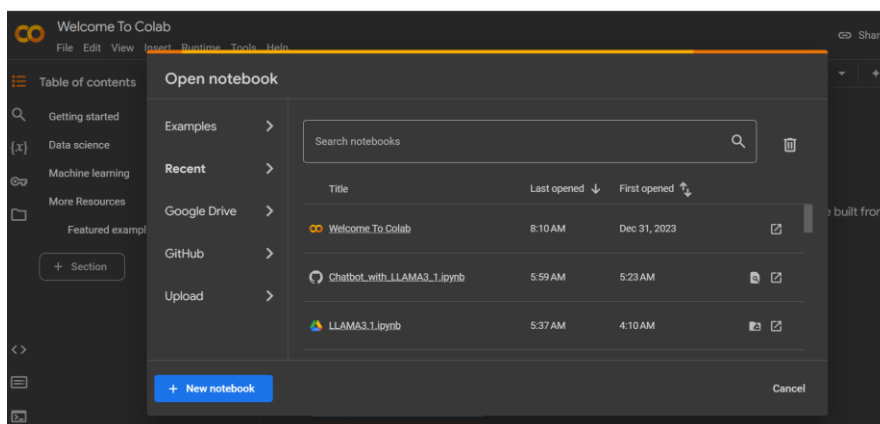 Welcome To Colab
File Edit View Insert Runtime Tools Help
Shar
Table of contents
Getting started
Data science
Machine learning
More Resources
Featured exampl
+ Section
Open notebook
Examples
Recent
Google Drive
GitHub
Upload
Search notebooks
Title Last opened First opened
Welcome To Colab 8:10 AM Dec 31, 2023
Chatbot_with_LLAMA3_1.ipynb 5:59 AM 5:23 AM
LLAMA3.1.ipynb 5:37 AM 4:10 AM
+ New notebook
Cancel
e built fror